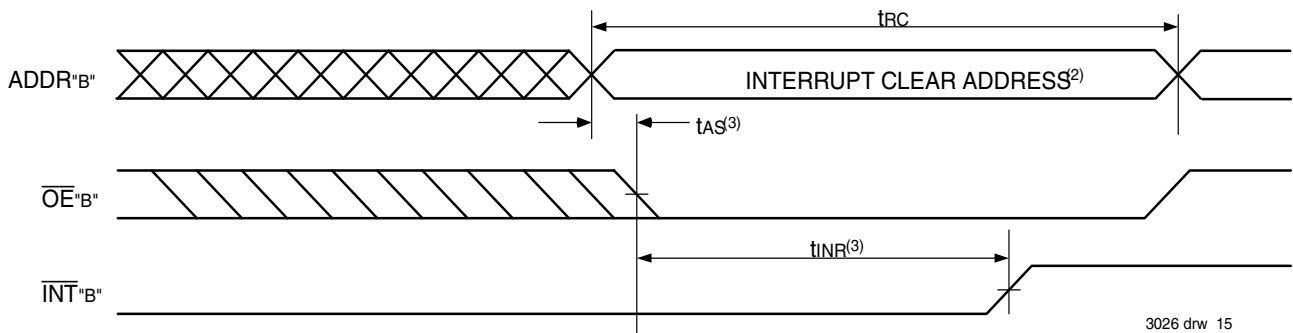 tRC
ADDR"B"
INTERRUPT CLEAR ADDRESS(2)
tAS(3)
OE"B"
tINR(3)
INT"B"
3026 drw 15